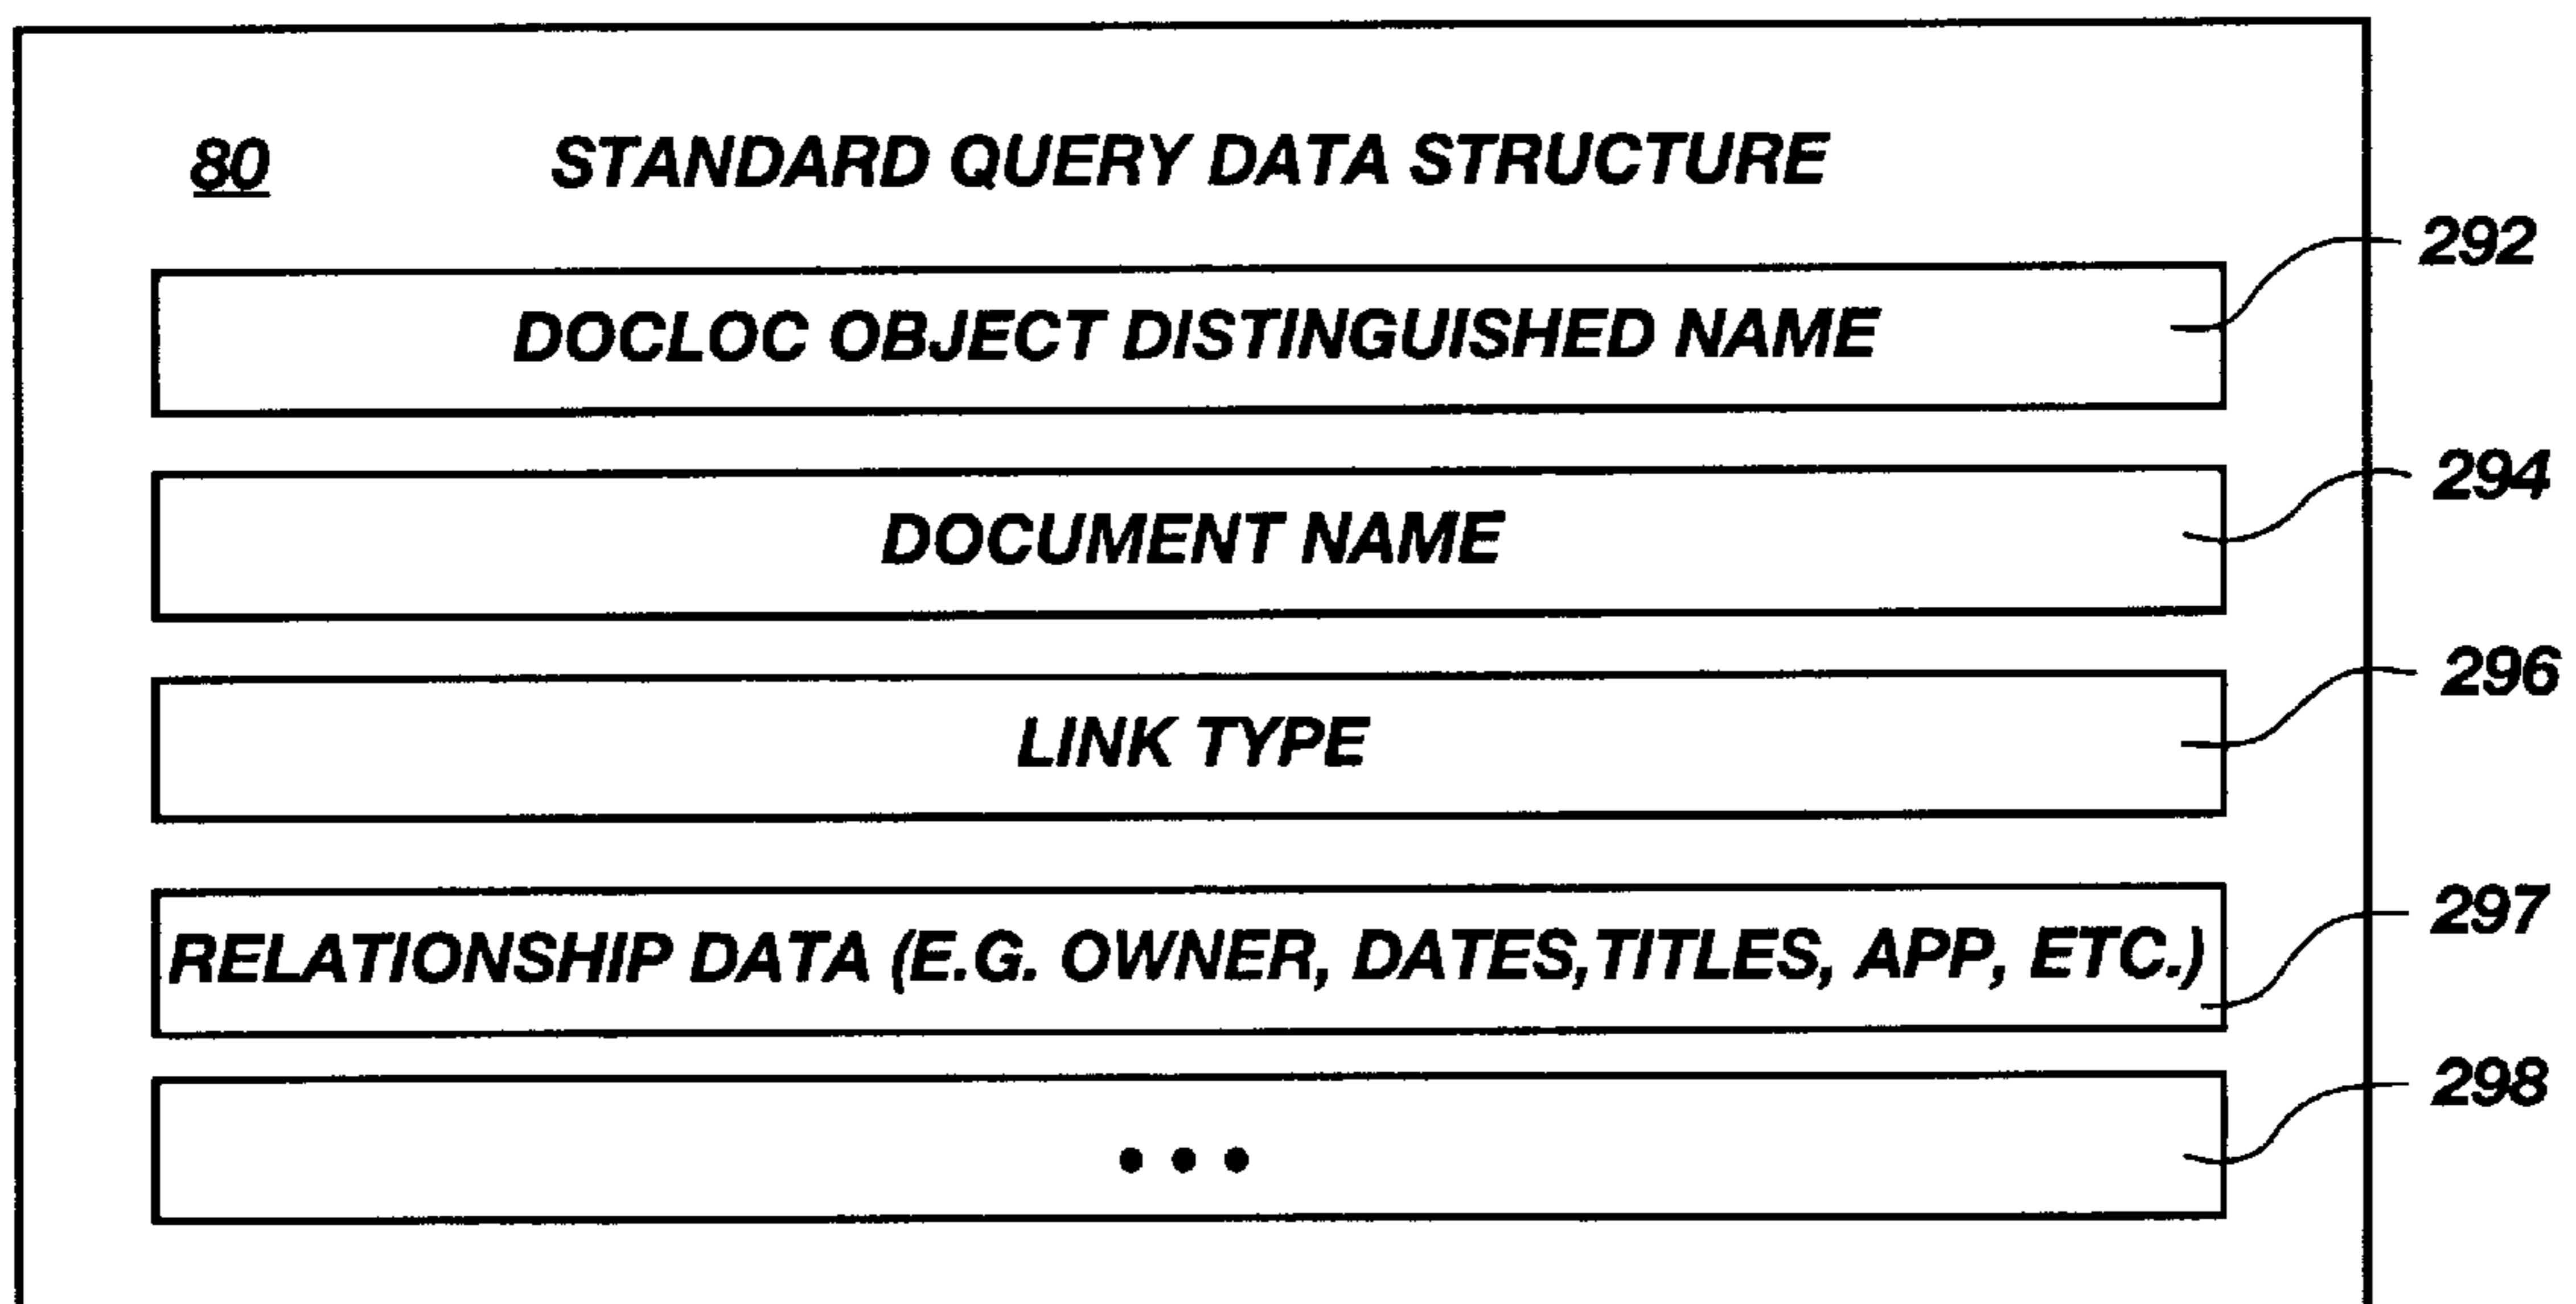 80 STANDARD QUERY DATA STRUCTURE
292
DOCLOC OBJECT DISTINGUISHED NAME
294
DOCUMENT NAME
296
LINK TYPE
297
RELATIONSHIP DATA (E.G. OWNER, DATES,TITLES, APP, ETC.)
298
• • •